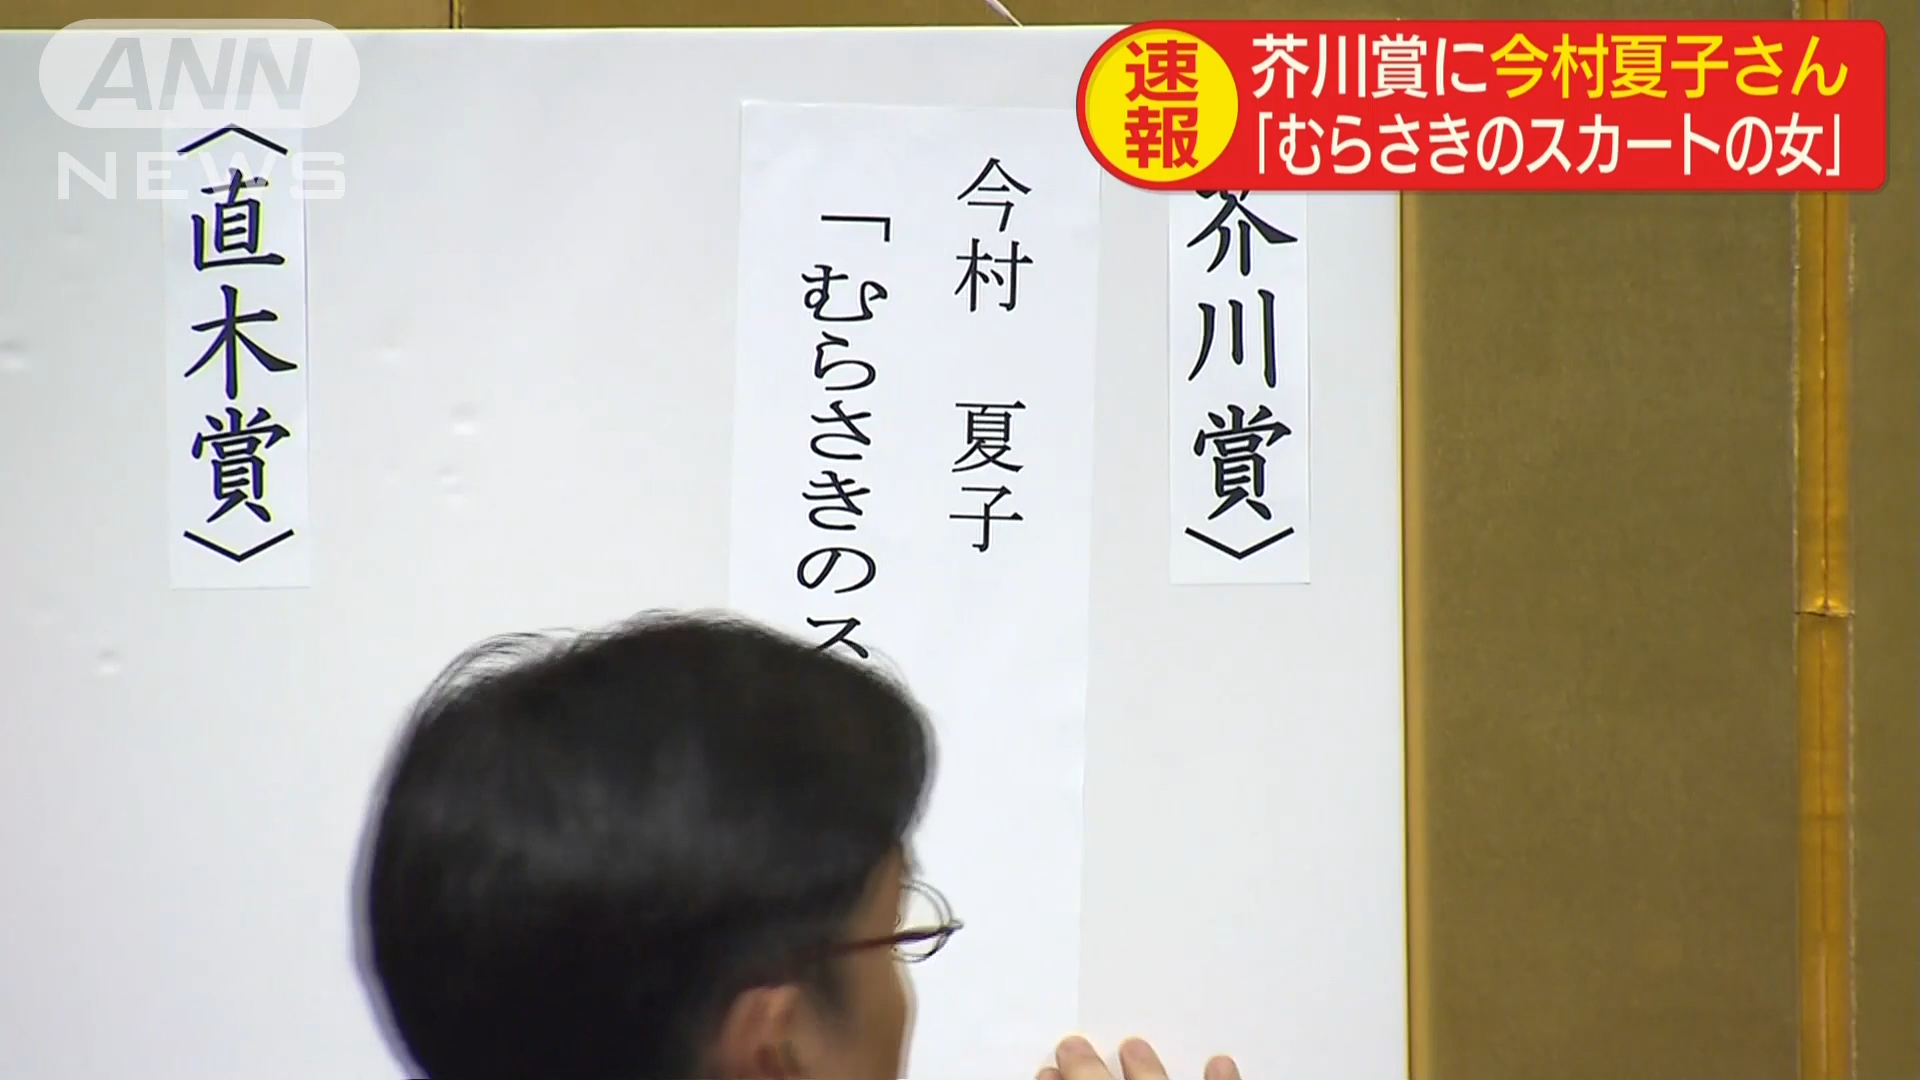 ANN
NEWS
速報
芥川賞に今村夏子さん
「むらさきのスカートの女」
芥川賞〉
今村 夏子
「むらさきのス
〈直木賞〉